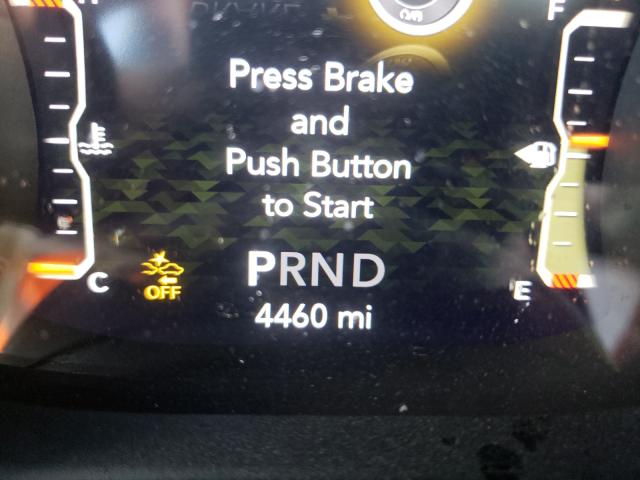 F
Press Brake
and
Push Button
to Start
PRND
C
OFF
E
4460 mi